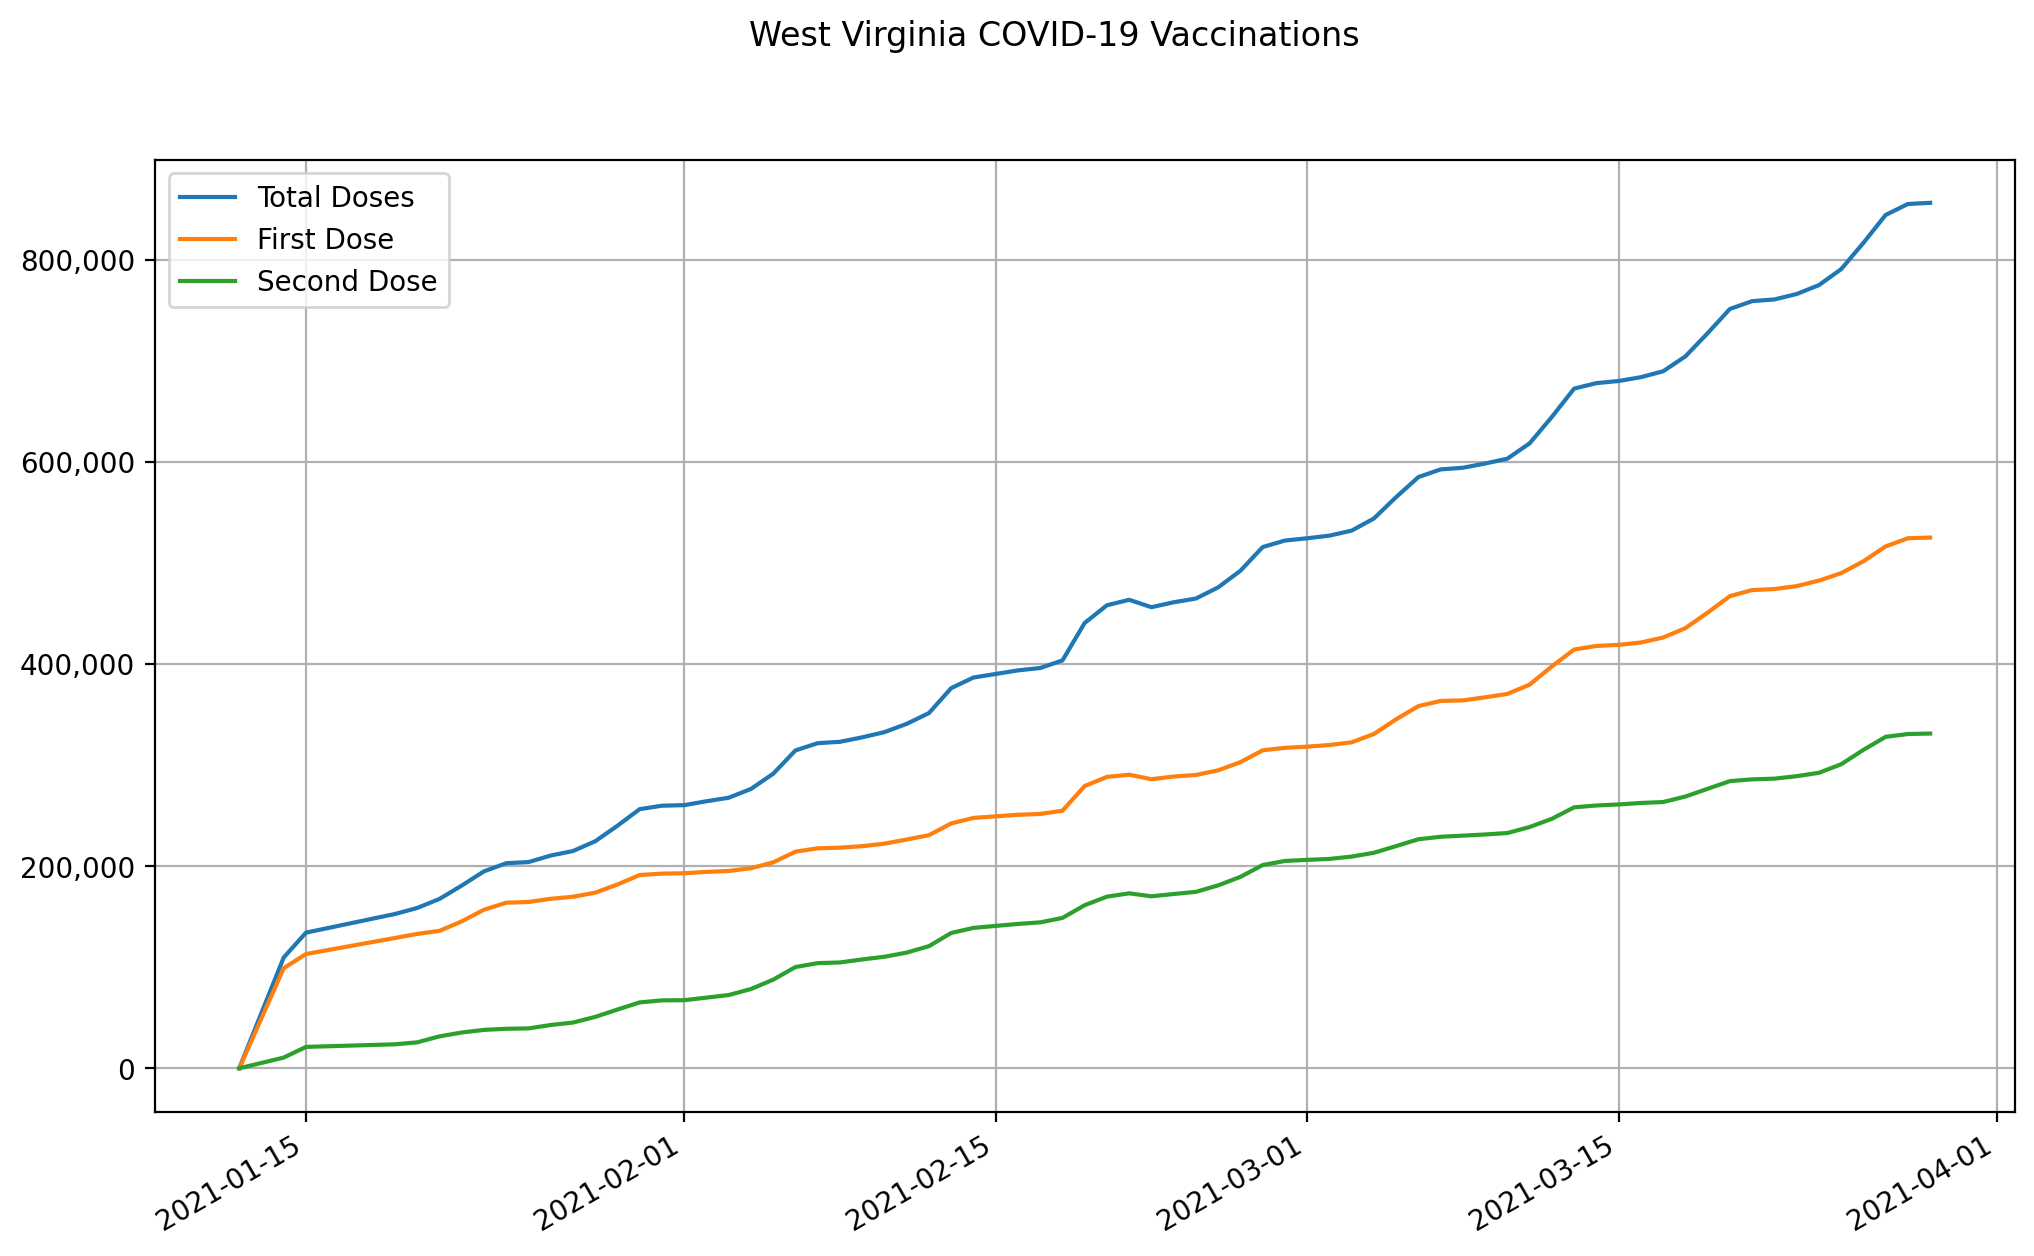 West Virginia COVID-19 Vaccinations
Total Doses
First Dose
Second Dose
800,000
600,000
400,000
200,000
0
2021-01-15
2021-02-01
2021-02-15
2021-03-01
2021-03-15
2021-04-01